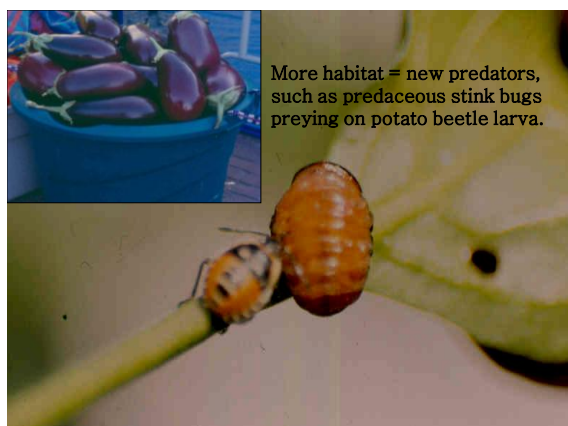 More habitat = new predators,
such as predaceous stink bugs
preying on potato beetle larva.